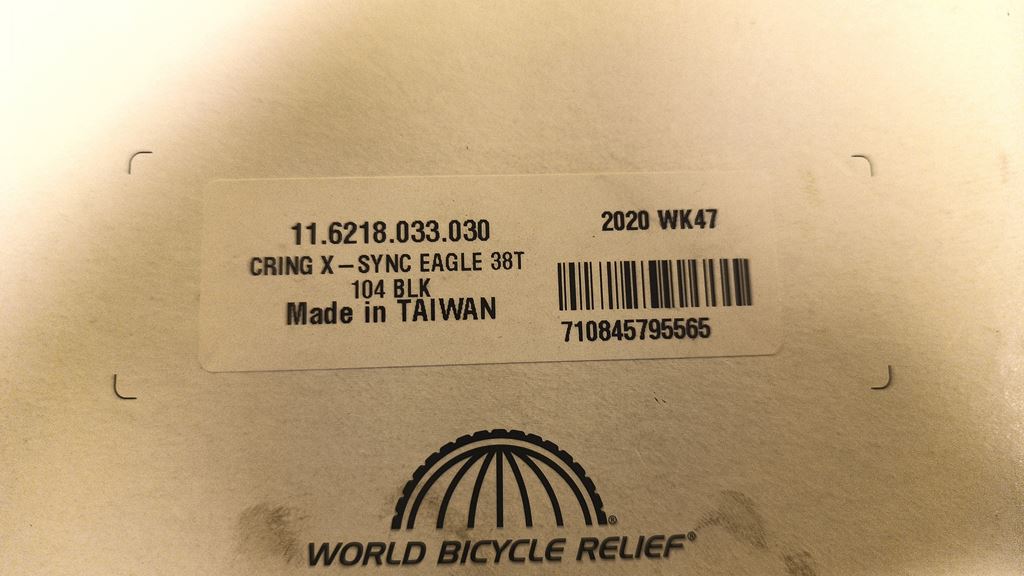 11.6218.033.030
CRING X-SYNC EAGLE 38T
104 BLK
Made in TAIWAN
2020 WK47
710845795565
®
WORLD BICYCLE RELIEF®